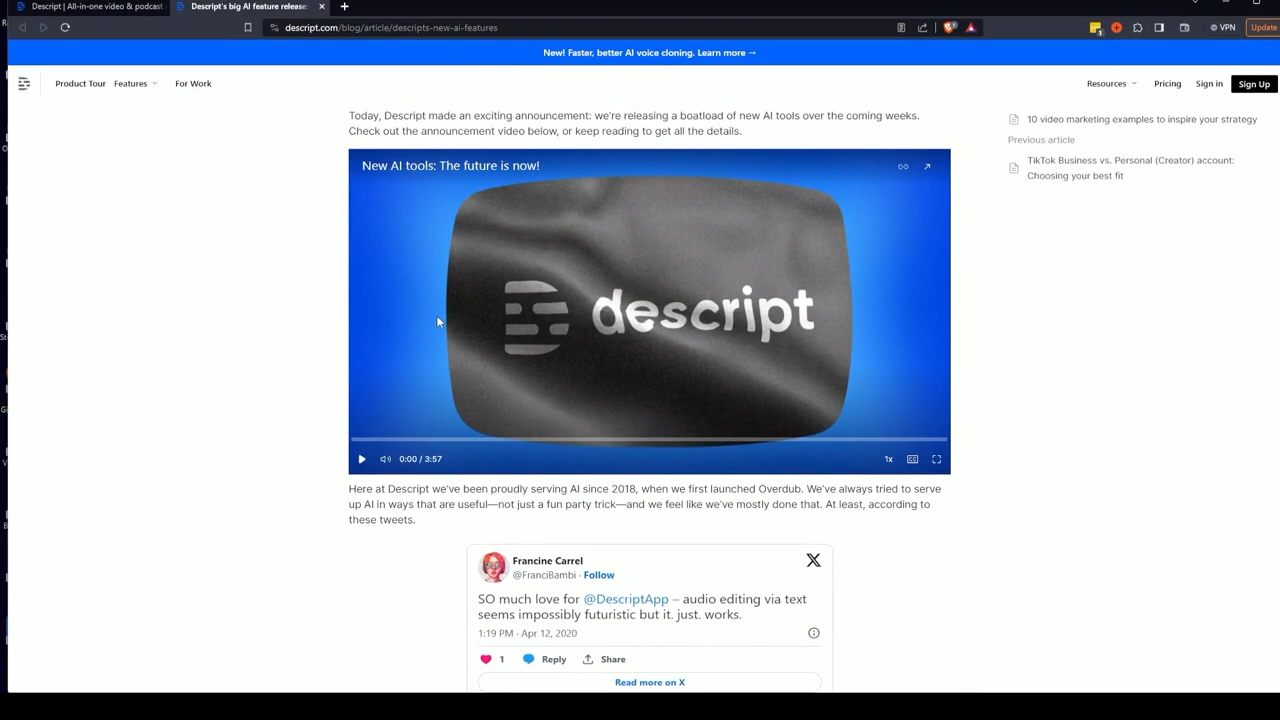 Descript | All-in-one video & podcast
Descript's big AI feature release
descript.com/blog/article/descripts-new-ai-features
1
VPN
Update
New! Faster, better AI voice cloning. Learn more →
Product Tour
Features
For Work
Resources
Pricing
Sign in
Sign Up
Today, Descript made an exciting announcement: we're releasing a boatload of new AI tools over the coming weeks.
Check out the announcement video below, or keep reading to get all the details.
10 video marketing examples to inspire your strategy
Previous article
TikTok Business vs. Personal (Creator) account:
Choosing your best fit
New AI tools: The future is now!
descript
0:00 / 3:57
1x
CC
Here at Descript we've been proudly serving AI since 2018, when we first launched Overdub. We've always tried to serve
up AI in ways that are useful—not just a fun party trick—and we feel like we've mostly done that. At least, according to
these tweets.
Francine Carrel
@FranciBambi · Follow
SO much love for @DescriptApp – audio editing via text
seems impossibly futuristic but it. just. works.
1:19 PM · Apr 12, 2020
1
Reply
Share
Read more on X